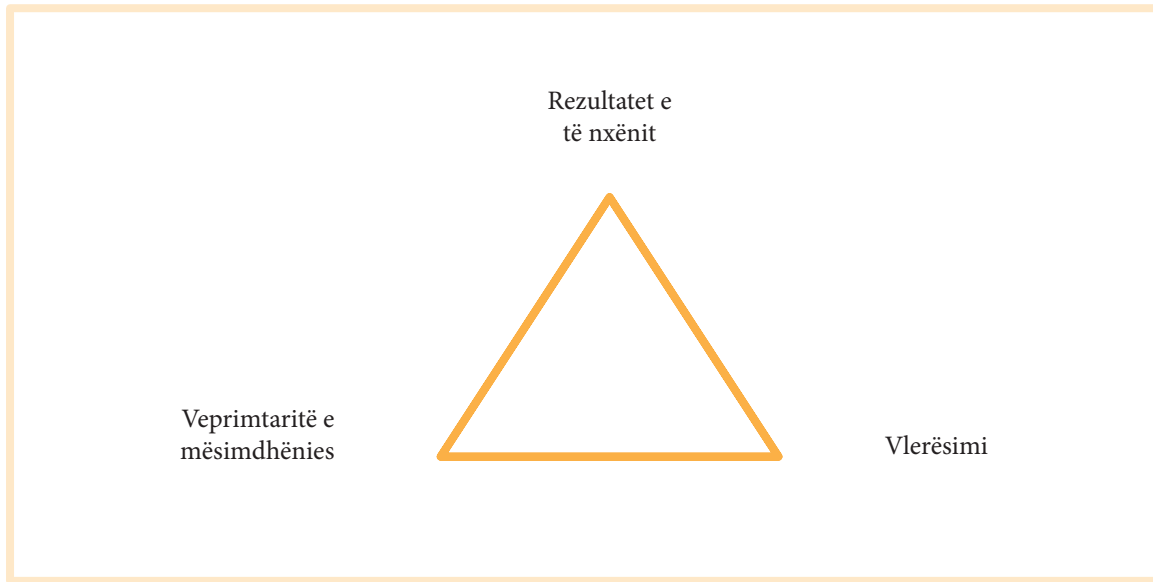 Rezultatet e
të nxënit
Veprimtaritë e
mësimdhënies
Vlerësimi